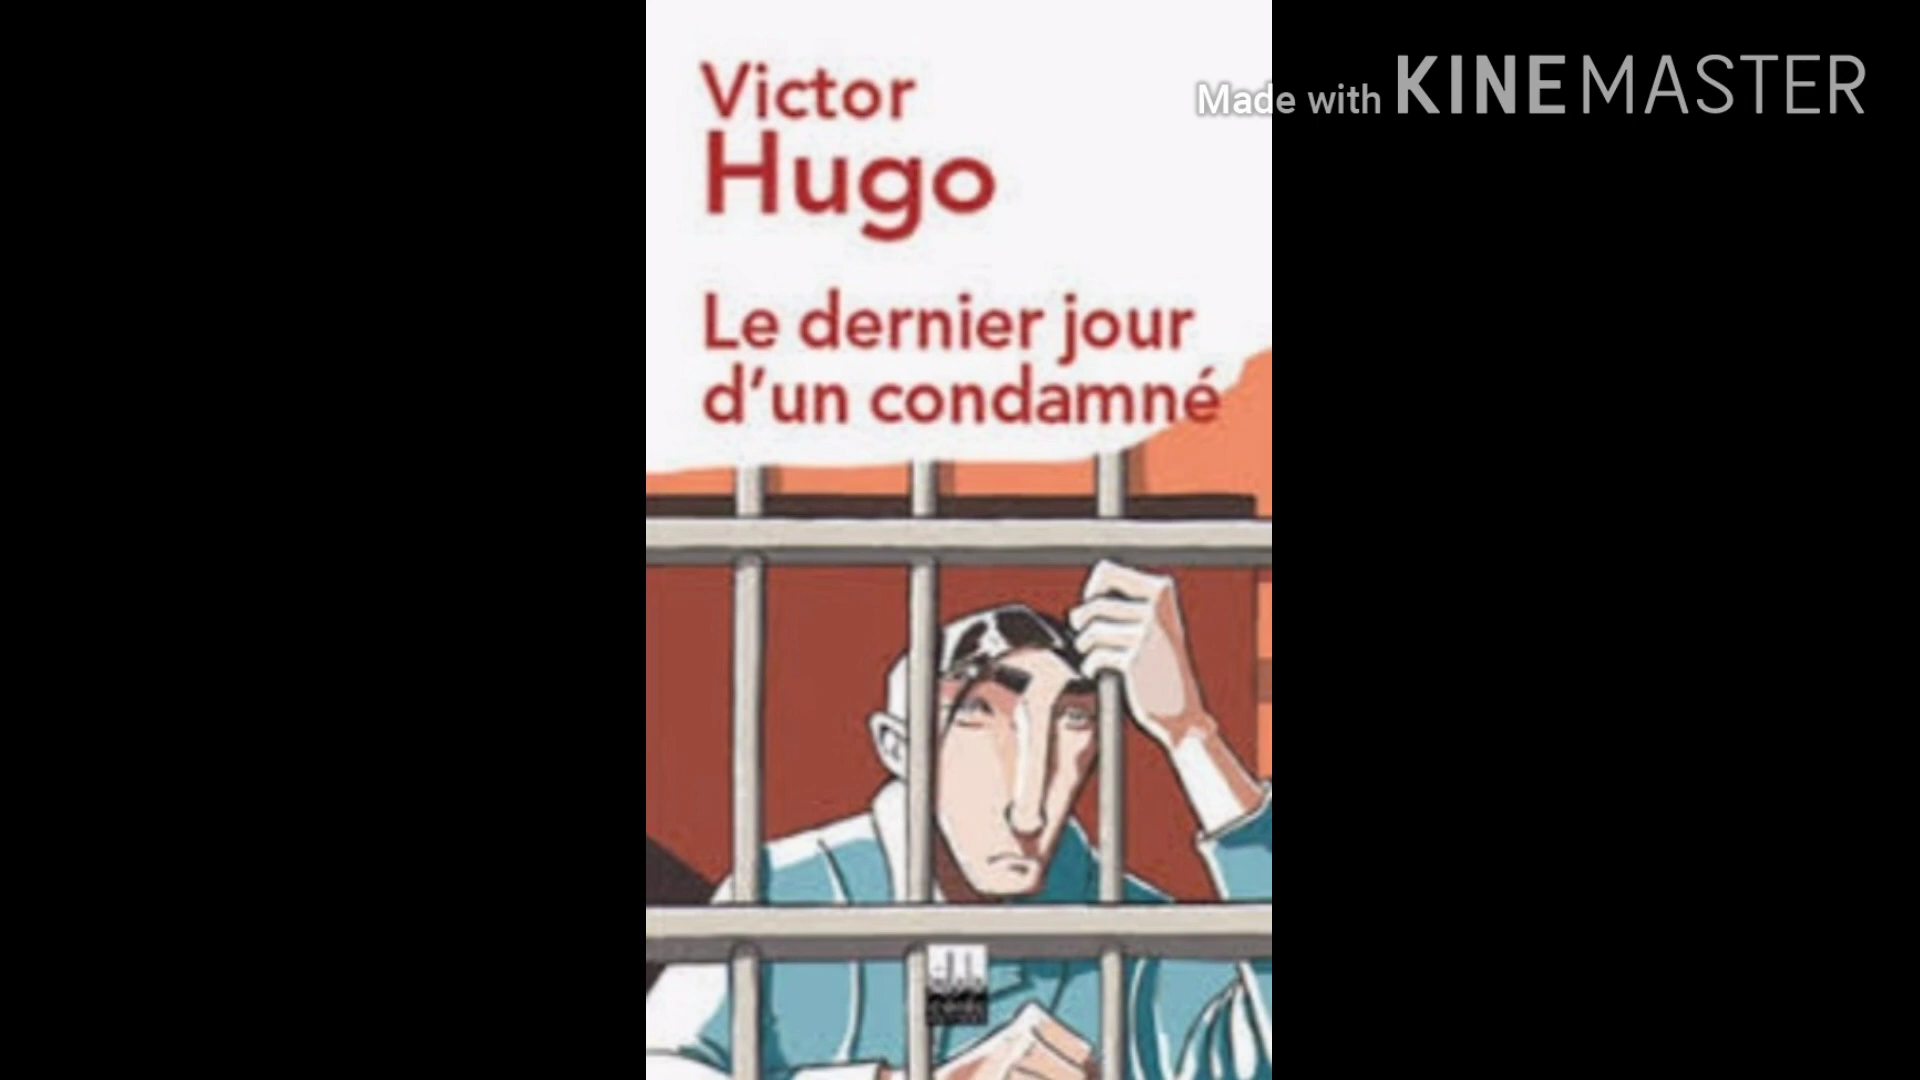 Victor
Hugo
Made with KINEMASTER
Le dernier jour
d'un condamné